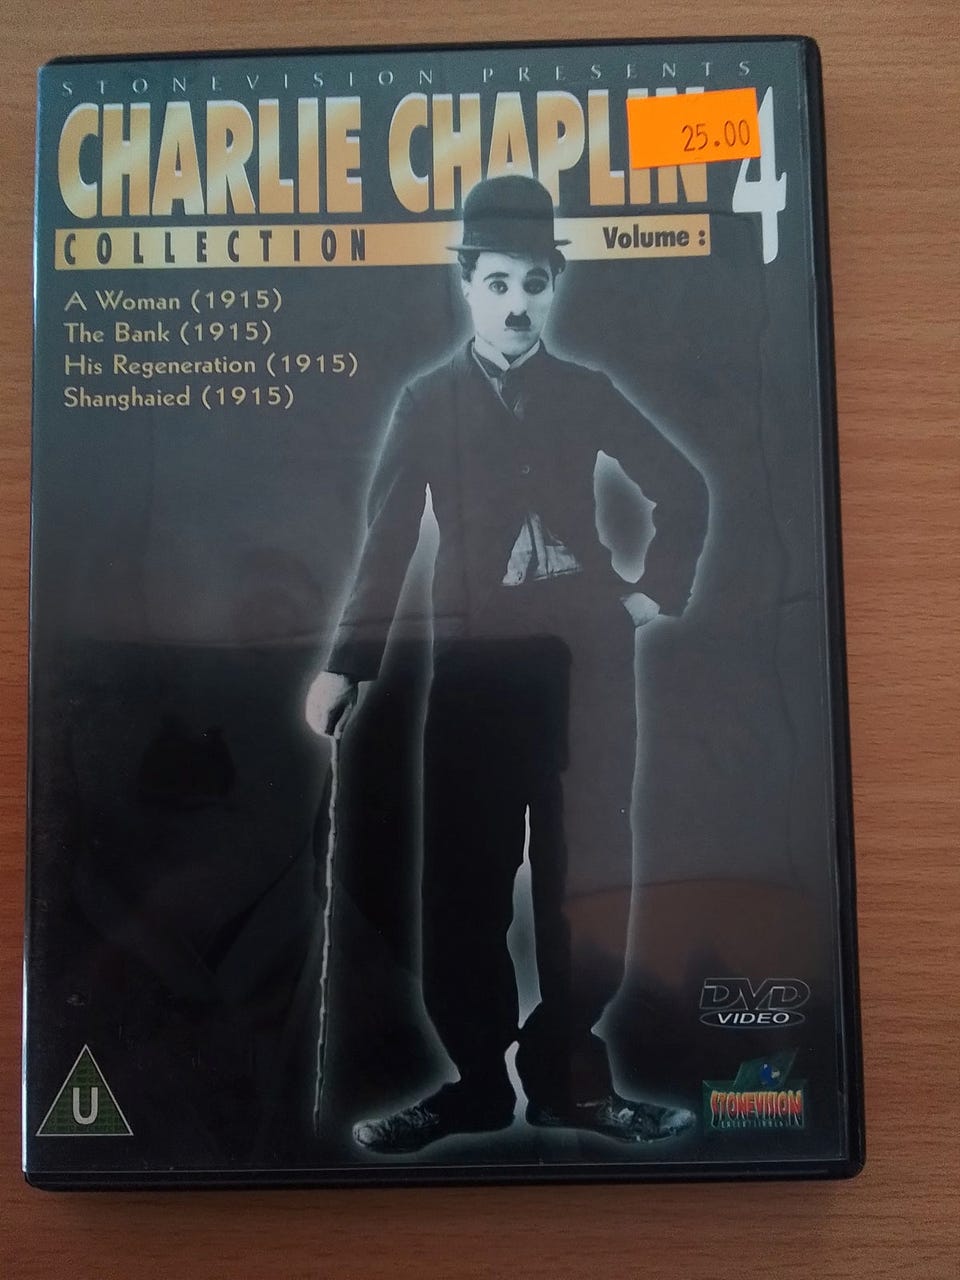 STONEVISION PRESENTS
CHARLIE CHAPLIN
25.00
4
COLLECTION
Volume :
A Woman (1915)
The Bank (1915)
His Regeneration (1915)
Shanghaied (1915)
DVD
VIDEO
U
STONEVISION
ENTERTAINMENT